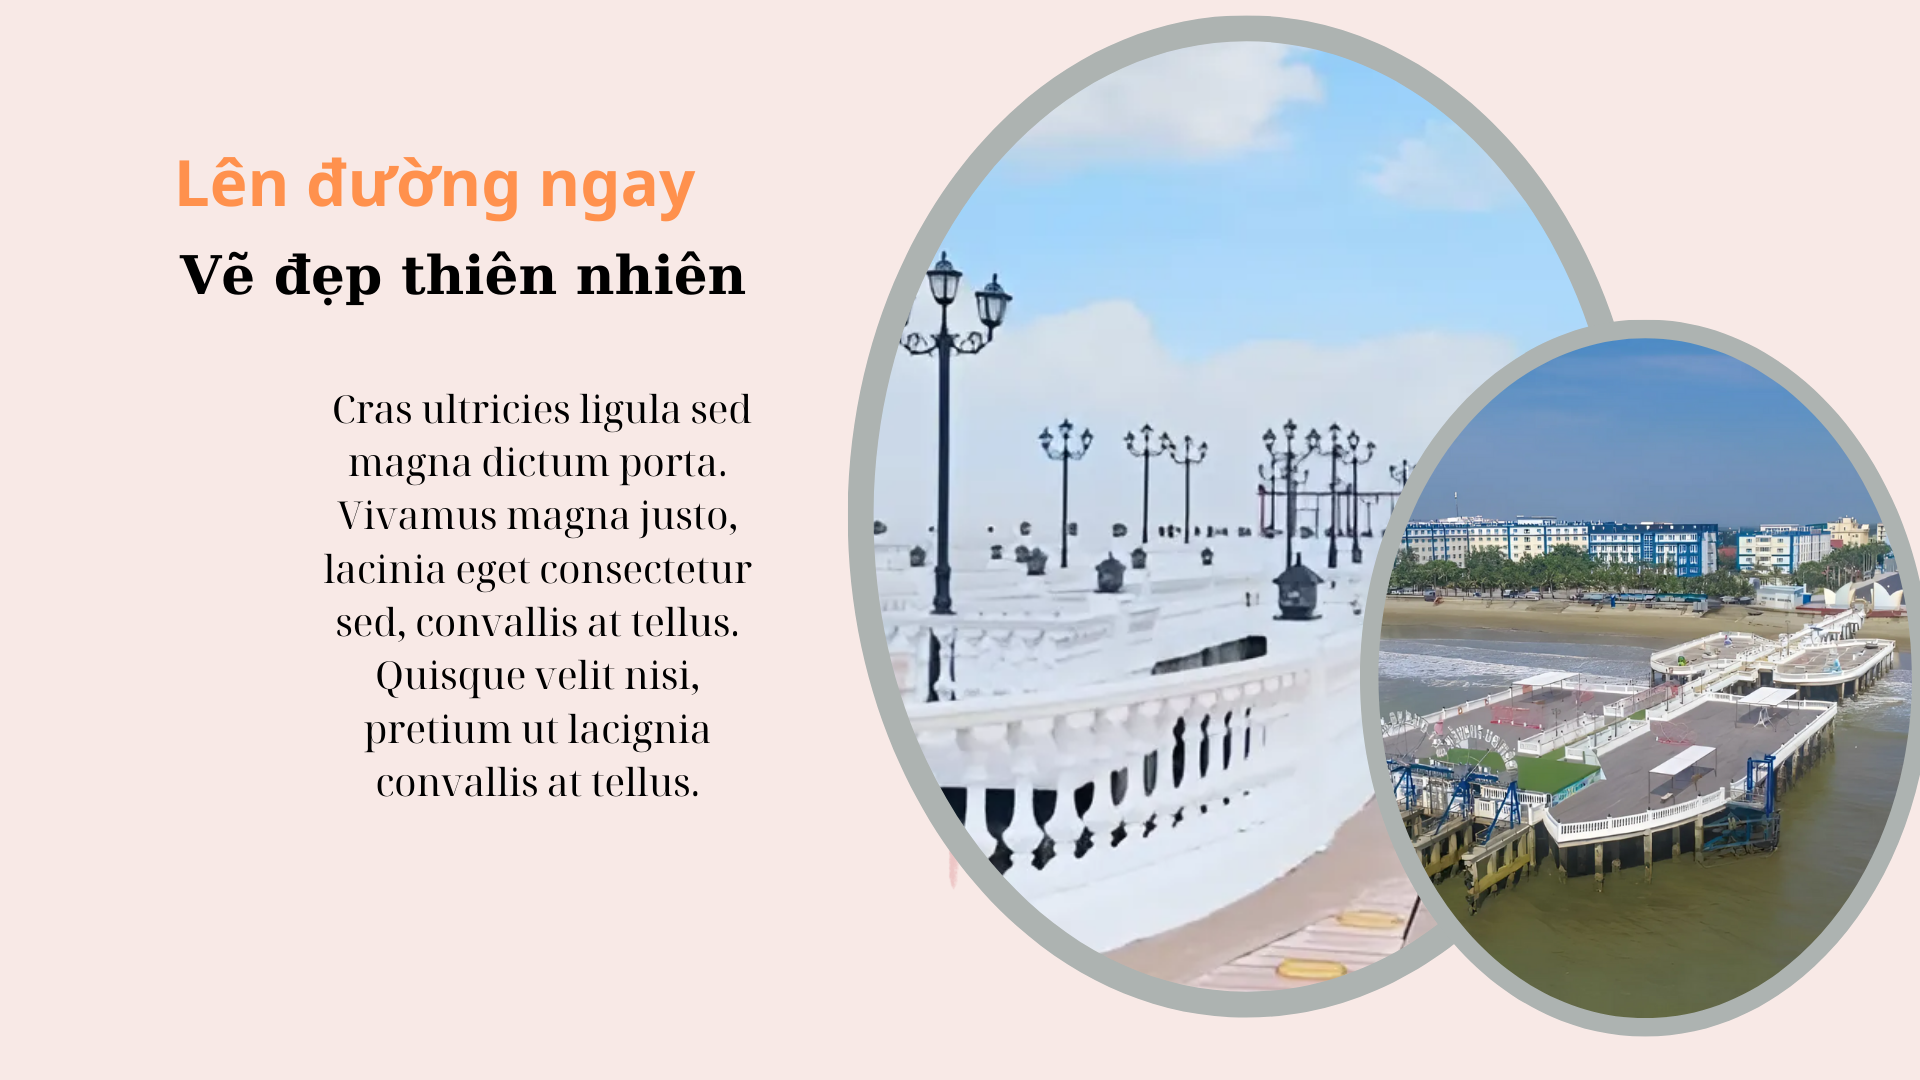 Lên đường ngay
Vẽ đẹp thiên nhiên
Cras ultricies ligula sed
magna dictum porta.
Vivamus magna justo,
lacinia eget consectetur
sed, convallis at tellus.
Quisque velit nisi,
pretium ut lacignia
convallis at tellus.